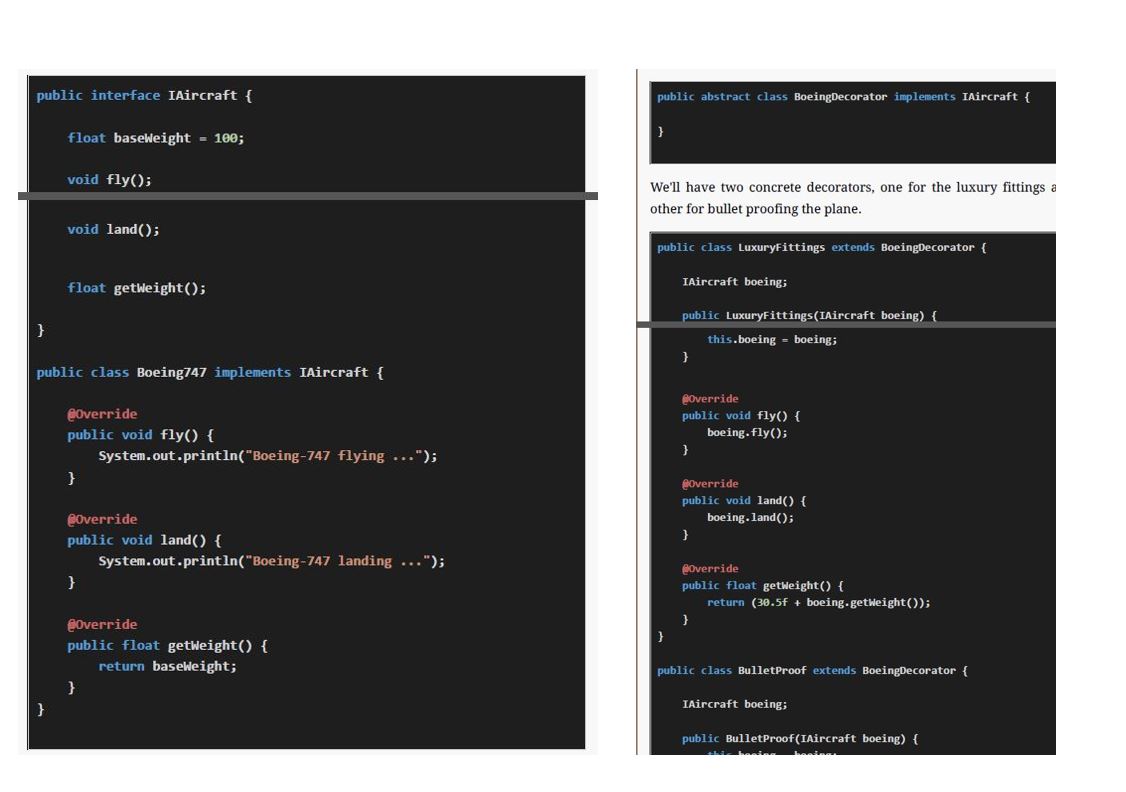 public interface IAircraft {
float baseWeight = 100;
void fly();
void land();
float getWeight();
}
public class Boeing747 implements IAircraft {
@Override
public void fly() {
System.out.println("Boeing-747 flying ...");
}
@Override
public void land() {
System.out.println("Boeing-747 landing ...");
}
@Override
public float getWeight() {
return baseWeight;
}
}
public abstract class BoeingDecorator implements IAircraft {
}
We'll have two concrete decorators, one for the luxury fittings a
other for bullet proofing the plane.
public class LuxuryFittings extends BoeingDecorator {
IAircraft boeing;
public LuxuryFittings(IAircraft boeing) {
this.boeing = boeing;
}
@Override
public void fly() {
boeing.fly();
}
@Override
public void land() {
boeing.land();
}
@Override
public float getWeight() {
return (30.5f + boeing.getWeight());
}
}
public class BulletProof extends BoeingDecorator {
IAircraft boeing;
public BulletProof(IAircraft boeing) {
this.boeing = boeing;